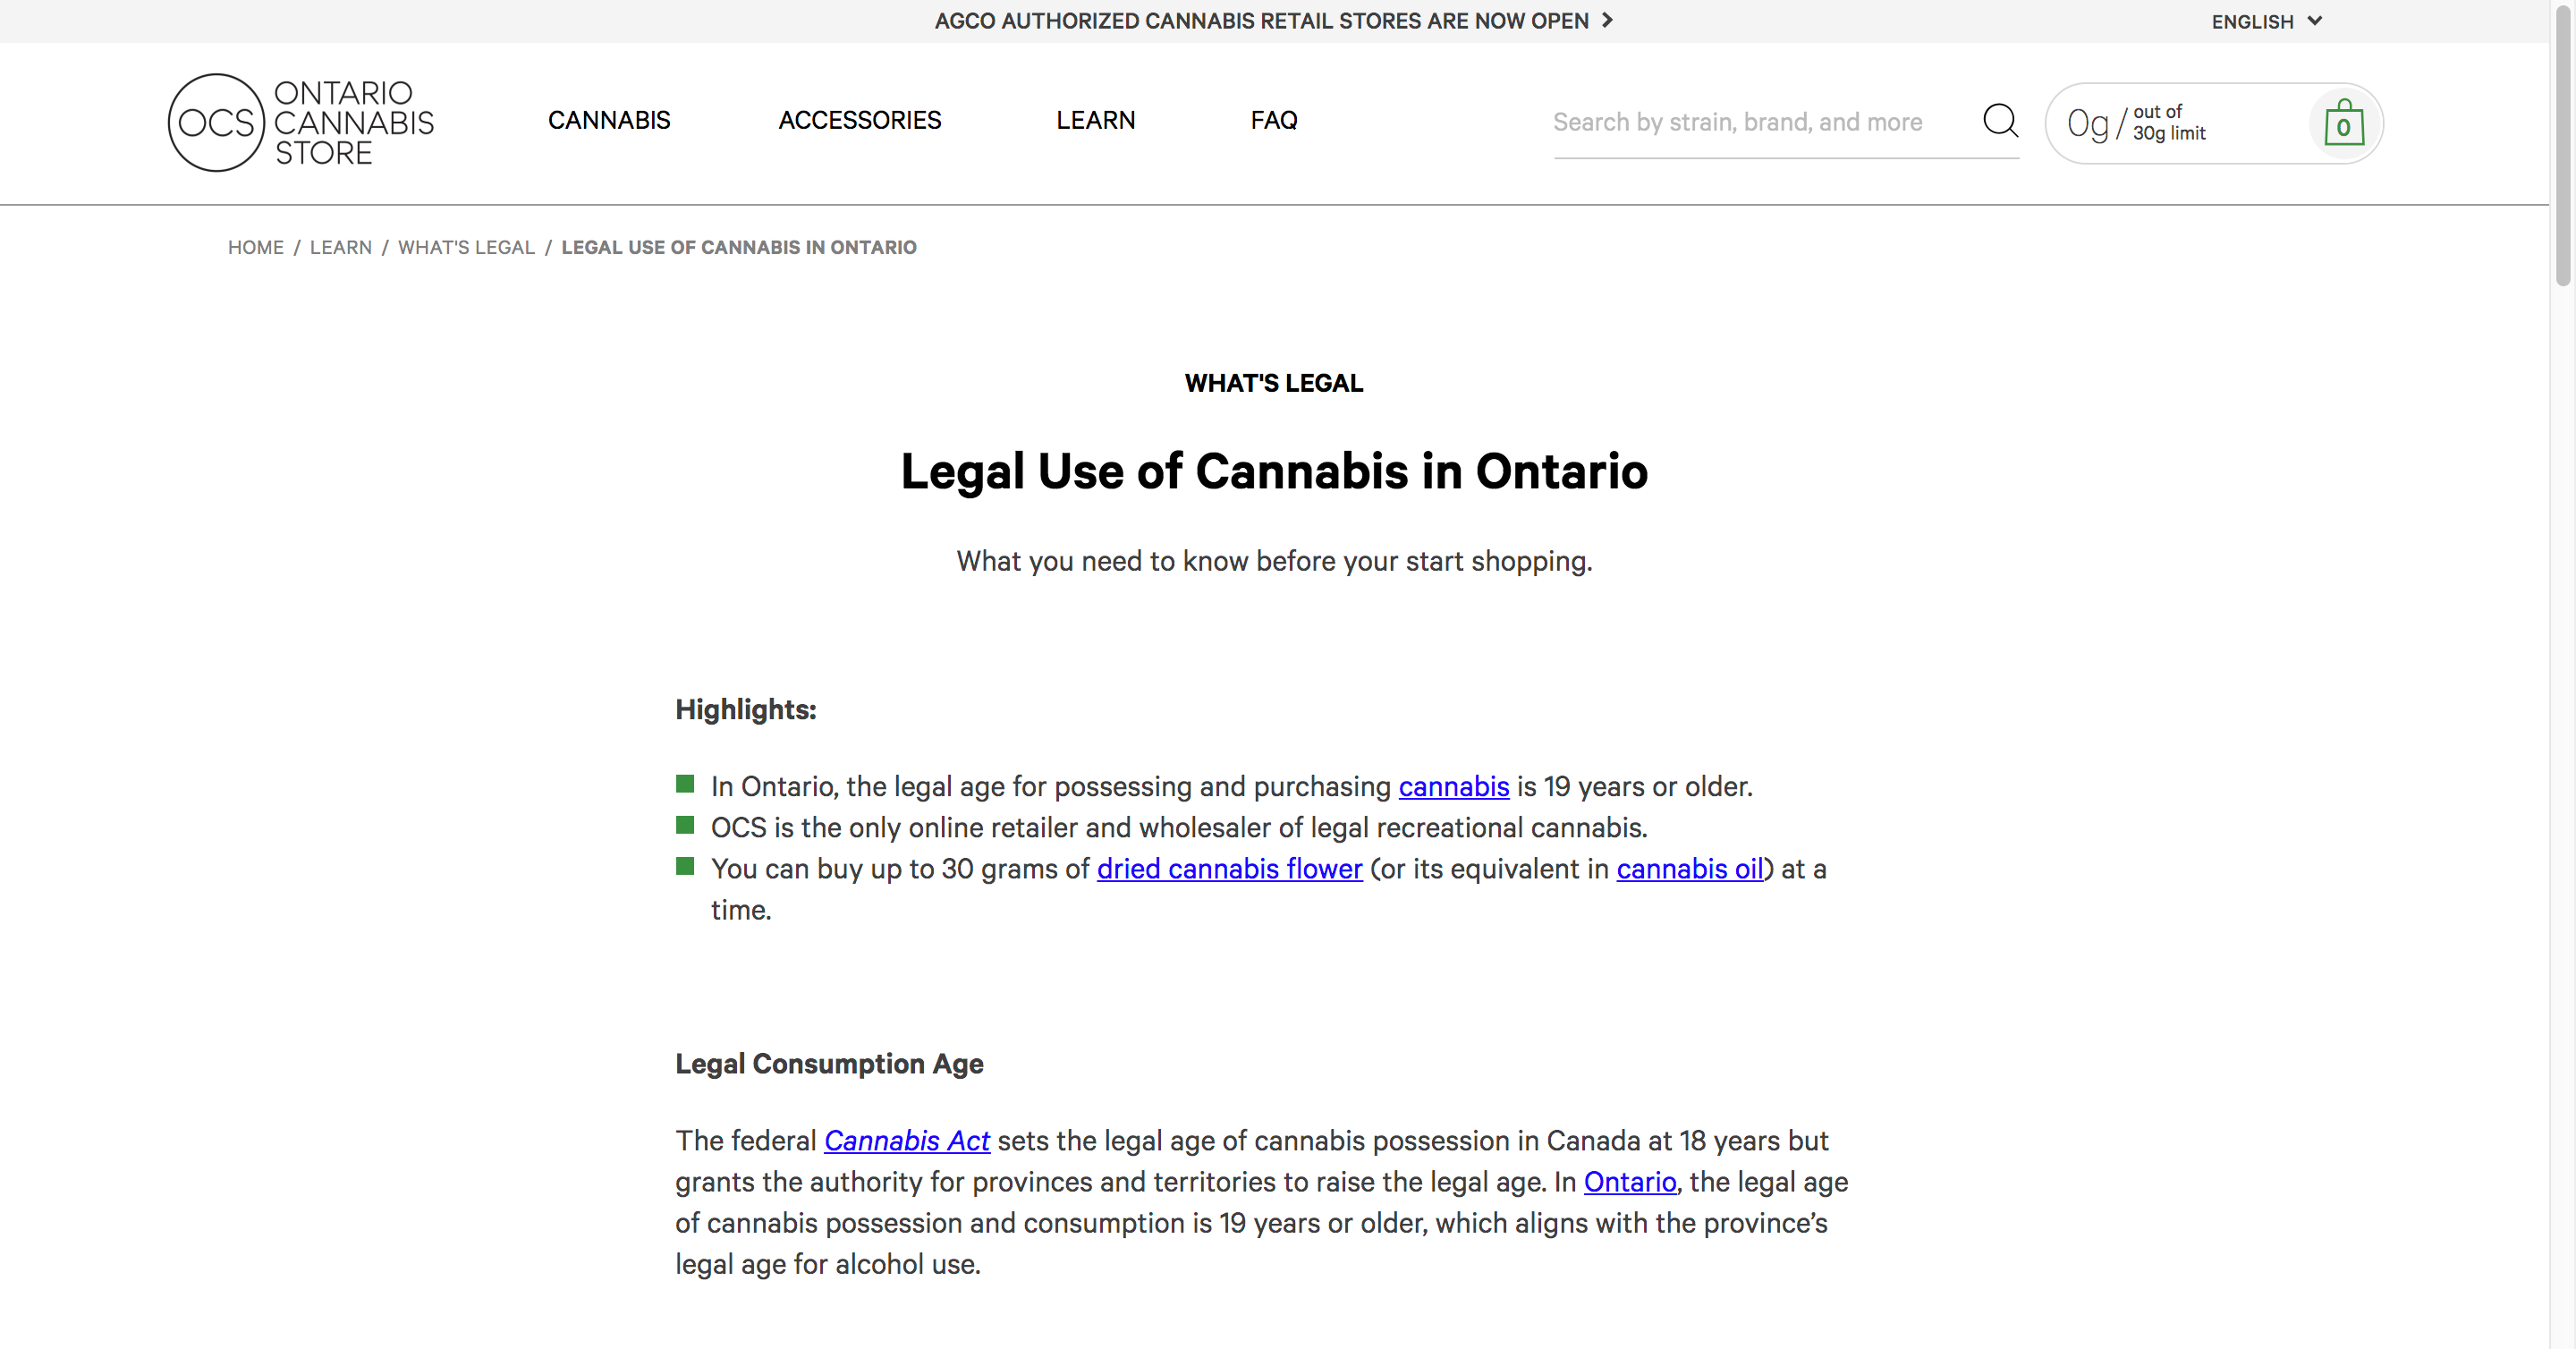 AGCO AUTHORIZED CANNABIS RETAIL STORES ARE NOW OPEN
ENGLISH
OCS ONTARIO CANNABIS STORE
CANNABIS
ACCESSORIES
LEARN
FAQ
Search by strain, brand, and more
0g / out of 30g limit
0
HOME / LEARN / WHAT'S LEGAL / LEGAL USE OF CANNABIS IN ONTARIO
WHAT'S LEGAL
Legal Use of Cannabis in Ontario
What you need to know before your start shopping.
Highlights:
In Ontario, the legal age for possessing and purchasing cannabis is 19 years or older.
OCS is the only online retailer and wholesaler of legal recreational cannabis.
You can buy up to 30 grams of dried cannabis flower (or its equivalent in cannabis oil) at a
time.
Legal Consumption Age
The federal Cannabis Act sets the legal age of cannabis possession in Canada at 18 years but
grants the authority for provinces and territories to raise the legal age. In Ontario, the legal age
of cannabis possession and consumption is 19 years or older, which aligns with the province’s
legal age for alcohol use.